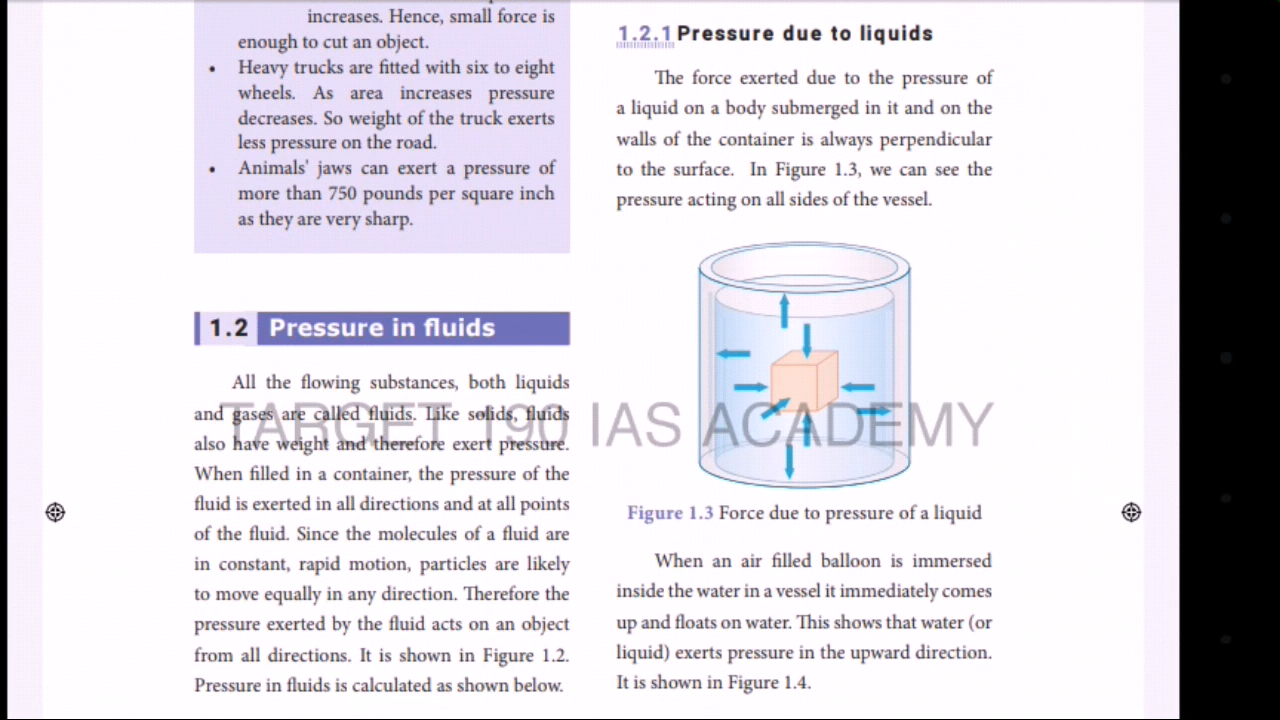 increases. Hence, small force is
enough to cut an object.
• Heavy trucks are fitted with six to eight
wheels. As area increases pressure
decreases. So weight of the truck exerts
less pressure on the road.
• Animals' jaws can exert a pressure of
more than 750 pounds per square inch
as they are very sharp.
1.2 Pressure in fluids
All the flowing substances, both liquids
and gases are called fluids. Like solids, fluids
also have weight and therefore exert pressure.
When filled in a container, the pressure of the
fluid is exerted in all directions and at all points
of the fluid. Since the molecules of a fluid are
in constant, rapid motion, particles are likely
to move equally in any direction. Therefore the
pressure exerted by the fluid acts on an object
from all directions. It is shown in Figure 1.2.
Pressure in fluids is calculated as shown below.
1.2.1 Pressure due to liquids
The force exerted due to the pressure of
a liquid on a body submerged in it and on the
walls of the container is always perpendicular
to the surface. In Figure 1.3, we can see the
pressure acting on all sides of the vessel.
Figure 1.3 Force due to pressure of a liquid
When an air filled balloon is immersed
inside the water in a vessel it immediately comes
up and floats on water. This shows that water (or
liquid) exerts pressure in the upward direction.
It is shown in Figure 1.4.
TARGET 190 IAS ACADEMY